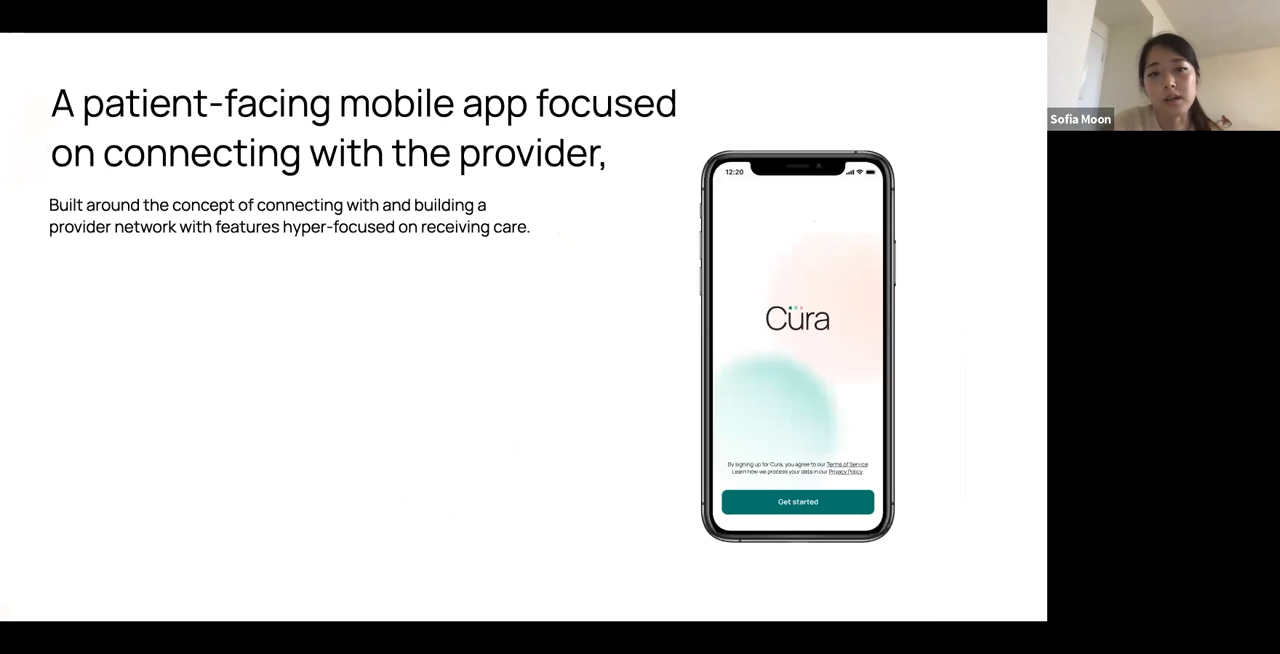 A patient-facing mobile app focused
on connecting with the provider,
Built around the concept of connecting with and building a
provider network with features hyper-focused on receiving care.
12:20
Cüra
By signing up for Cura, you agree to our Terms of Service
Learn how we process your data in our Privacy Policy.
Get started
Sofia Moon